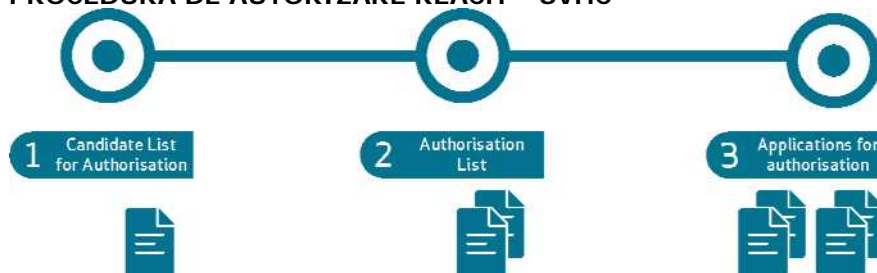 PROCEDURA DE AUTORIZARE REACH – SVHC
1 Candidate List
for Authorisation
2 Authorisation
List
3 Applications for
authorisation